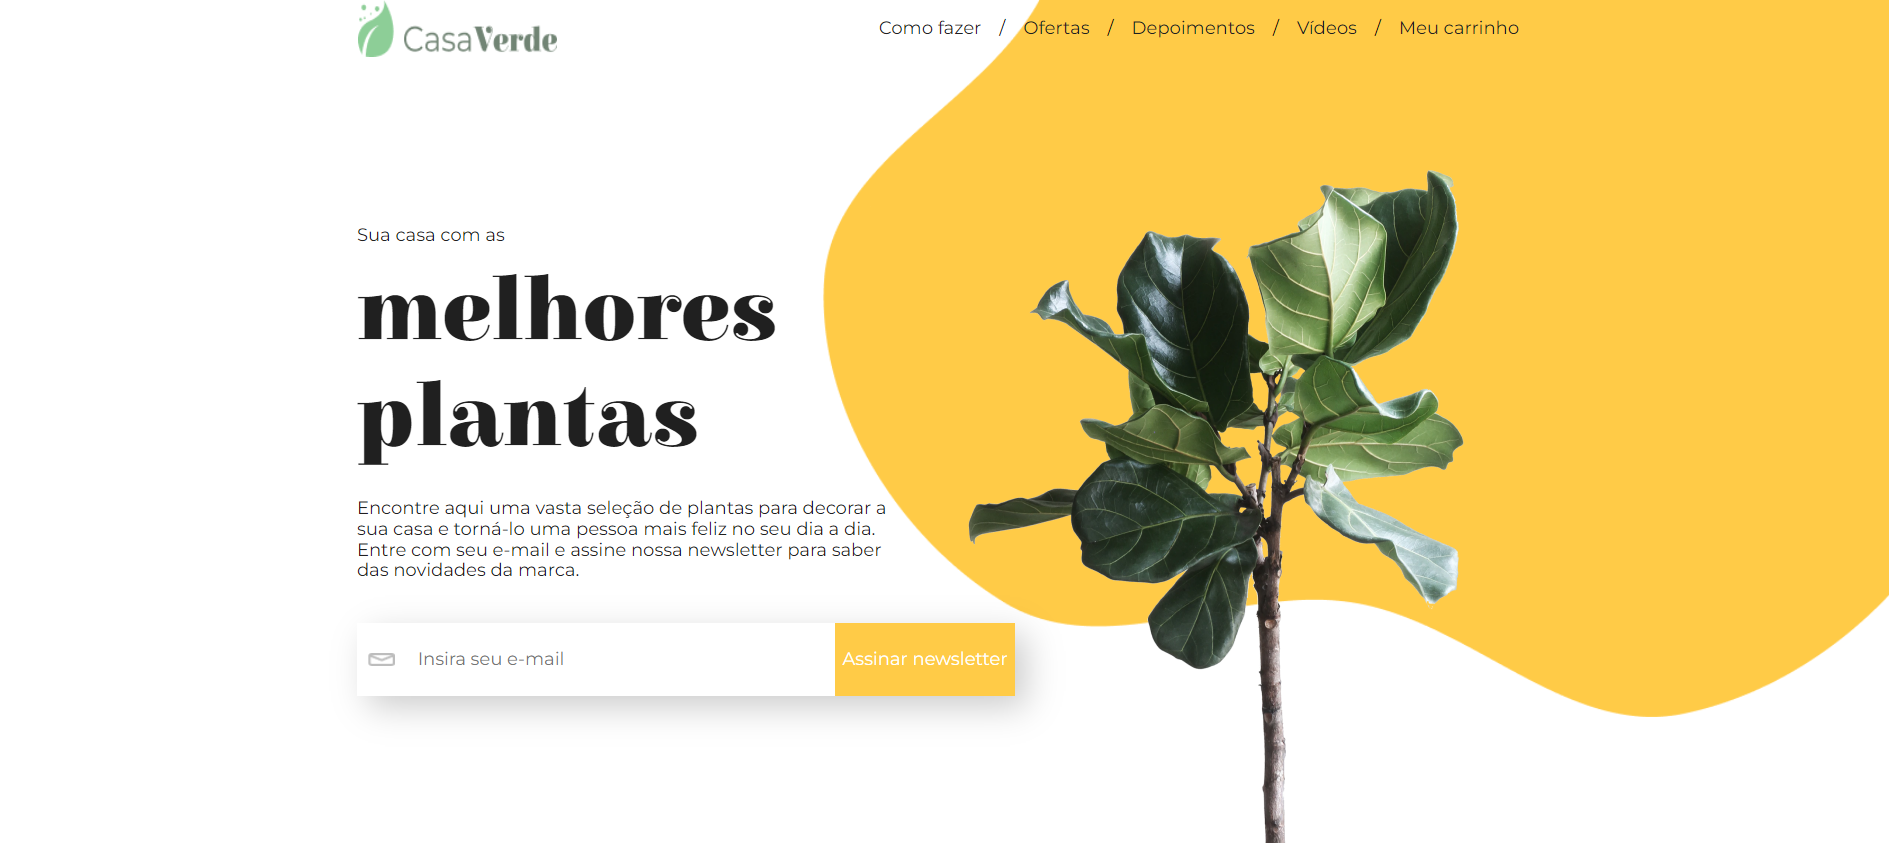 CasaVerde
Como fazer / Ofertas / Depoimentos / Vídeos / Meu carrinho
Sua casa com as
melhores
plantas
Encontre aqui uma vasta seleção de plantas para decorar a
sua casa e torná-lo uma pessoa mais feliz no seu dia a dia.
Entre com seu e-mail e assine nossa newsletter para saber
das novidades da marca.
Insira seu e-mail
Assinar newsletter